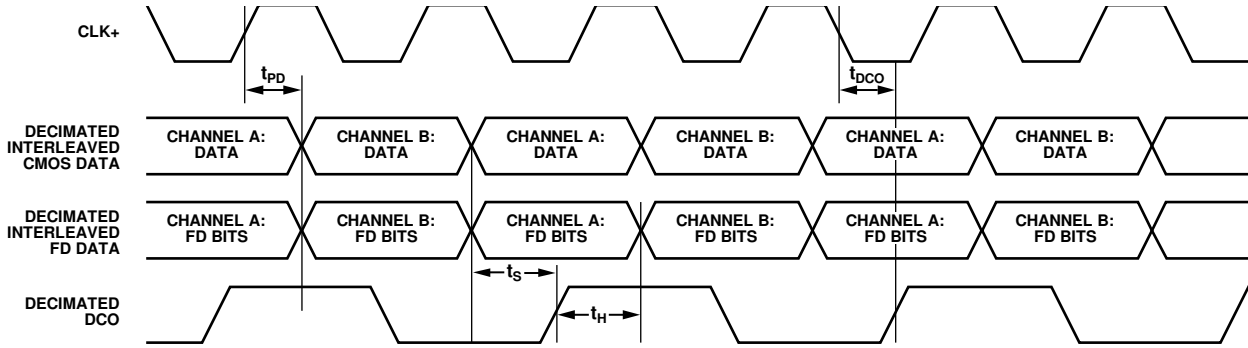 CLK+
tPD
tDCO
DECIMATED
INTERLEAVED
CMOS DATA
CHANNEL A:
DATA
CHANNEL B:
DATA
CHANNEL A:
DATA
CHANNEL B:
DATA
CHANNEL A:
DATA
CHANNEL B:
DATA
DECIMATED
INTERLEAVED
FD DATA
CHANNEL A:
FD BITS
CHANNEL B:
FD BITS
CHANNEL A:
FD BITS
CHANNEL B:
FD BITS
CHANNEL A:
FD BITS
CHANNEL B:
FD BITS
tS
tH
DECIMATED
DCO